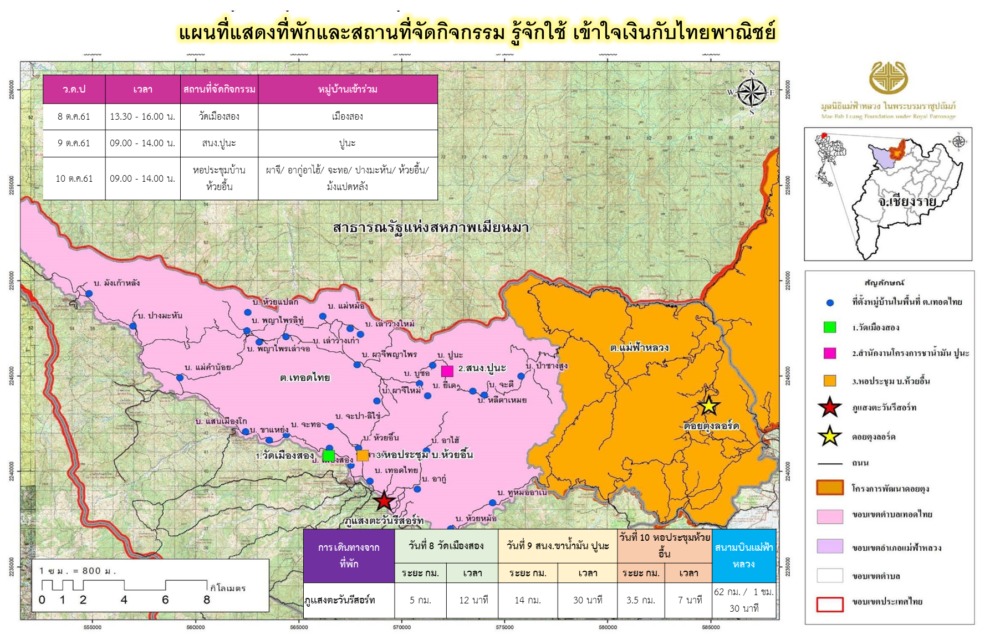 แผนที่แสดงที่พักและสถานที่จัดกิจกรรม รู้จักใช้ เข้าใจเงินกับไทยพาณิชย์
555000 560000 565000 570000 575000 580000 585000
ว.ด.ป เวลา สถานที่จัดกิจกรรม หมู่บ้านเข้าร่วม
8 ต.ค.61 13.30 - 16.00 น. วัดเมืองสอง เมืองสอง
9 ต.ค.61 09.00 - 14.00 น. สนง.ปูนะ ปูนะ
10 ต.ค.61 09.00 - 14.00 น. หอประชุมบ้าน
ห้วยอื้น
ผาจี/ อาก่ออาไฮ้/ จะทอ/ ปางมะหัน/ ห้วยอื้น/
ม้งแปดหลัง
N
W E
S
2260000
2255000
2250000
2245000
2240000
2235000
สาธารณรัฐแห่งสหภาพเมียนมา
บ. มังเก้าหลัง
บ. ห้วยแปลก
บ. แม่หม้อ
บ. ปางมะหัน
บ. พญาไพรลิทู่
บ. เล่าวางใหม่
บ. เล่าวางเก่า
บ. พญาไพรเล่าจอ
บ. ผาจีพญาไพร
บ. ปูนะ
บ. แม่คำน้อย
2.สนง.ปูนะ
บ. ป่าซางสูง
บ. บูซอ
ต.เทอดไทย
ต.แม่ฟ้าหลวง
บ. ยีเดา
บ. จะตี
บ. ผาจีใหม่
บ. หลีตาเหมย
บ. จะปา-ลิไข่
บ. แสนเมืองโก
บ. ขาแหย่ง
บ. จะทอ
ดอยตุงลอร์ด
บ. ห้วยอื้น
บ. อาไฮ้
1.วัดเมืองสอง
บ. เมืองสอง
3.หอประชุม บ.ห้วยอื้น
บ. เทอดไทย
บ. อากู่
บ. ทูหมออาเน
ภูแสงตะวันรีสอร์ท
บ. ห้วยหม้อ
1 ซม. = 800 ม.
0 1 2 4 6 8 กิโลเมตร
การเดินทางจาก
ที่พัก
วันที่ 8 วัดเมืองสอง
วันที่ 9 สนง.ชาน้ำมัน ปูนะ
วันที่ 10 หอประชุมห้วย
อื้น
สนามบินแม่ฟ้า
หลวง
ระยะ กม. เวลา ระยะ กม. เวลา ระยะ กม. เวลา
ภูแสงตะวันรีสอร์ท 5 กม. 12 นาที 14 กม. 30 นาที 3.5 กม. 7 นาที 62 กม. / 1 ชม.
30 นาที
555000 560000 565000 570000 575000 580000 585000
2260000
2255000
2250000
2245000
2240000
2235000
มูลนิธิแม่ฟ้าหลวง ในพระบรมราชูปถัมภ์
Mae Fah Luang Foundation under Royal Patronage
จ.เชียงราย
สัญลักษณ์
ที่ตั้งหมู่บ้านในพื้นที่ ต.เทอดไทย
1.วัดเมืองสอง
2.สำนักงานโครงการชาน้ำมัน ปูนะ
3.หอประชุม บ.ห้วยอื้น
ภูแสงตะวันรีสอร์ท
ดอยตุงลอร์ด
ถนน
โครงการพัฒนาดอยตุง
ขอบเขตตำบลเทอดไทย
ขอบเขตอำเภอแม่ฟ้าหลวง
ขอบเขตตำบล
ขอบเขตประเทศไทย